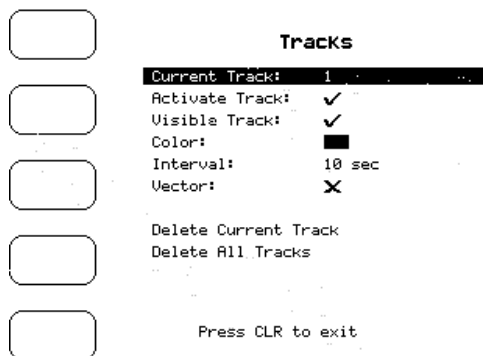 Tracks
Current Track: 1
Activate Track: ✓
Visible Track: ✓
Color:
Interval: 10 sec
Vector: ✗
Delete Current Track
Delete All Tracks
Press CLR to exit